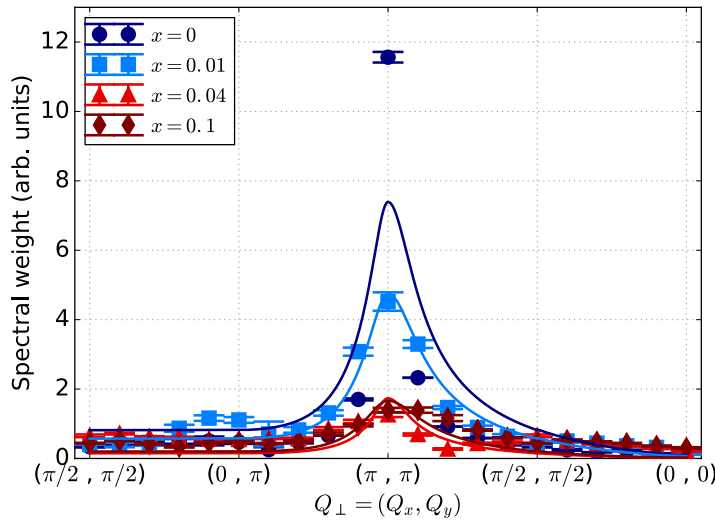 12
10
8
6
4
2
0
Spectral weight (arb. units)
x = 0
x = 0.01
x = 0.04
x = 0.1
(π/2 , π/2) (0 , π) (π , π) (π/2 , π/2) (0 , 0)
Q⊥ = (Qx, Qy)